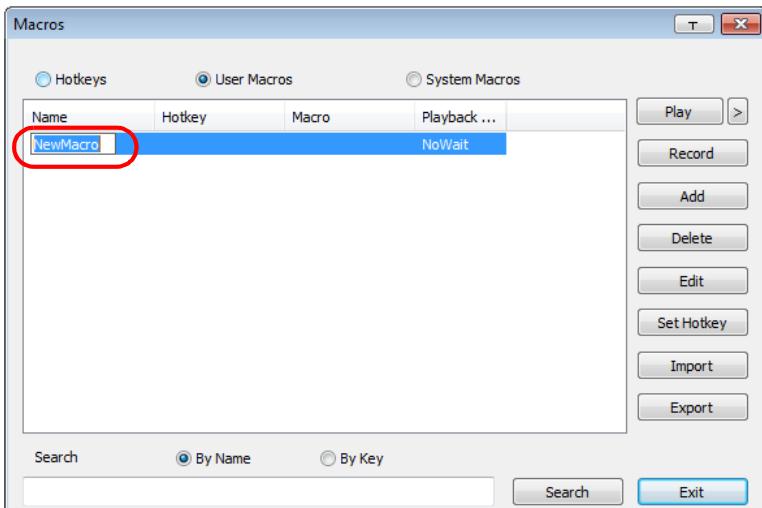 Macros
Hotkeys User Macros System Macros
Name Hotkey Macro Playback ...
NewMacro NoWait
Play >
Record
Add
Delete
Edit
Set Hotkey
Import
Export
Search By Name By Key
Search Exit